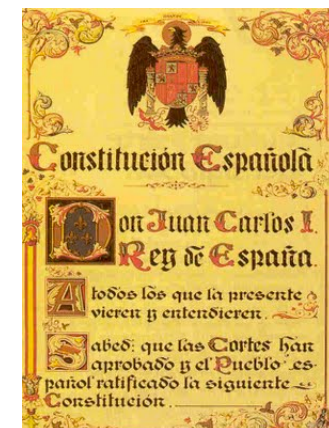 Constitución Española
Don Juan Carlos I.
Rey de España.
A todos los que la presente
vieren y entendieren.
Sabed: que las Cortes han
aprobado y el Pueblo es-
pañol ratificado la siguiente
Constitución.